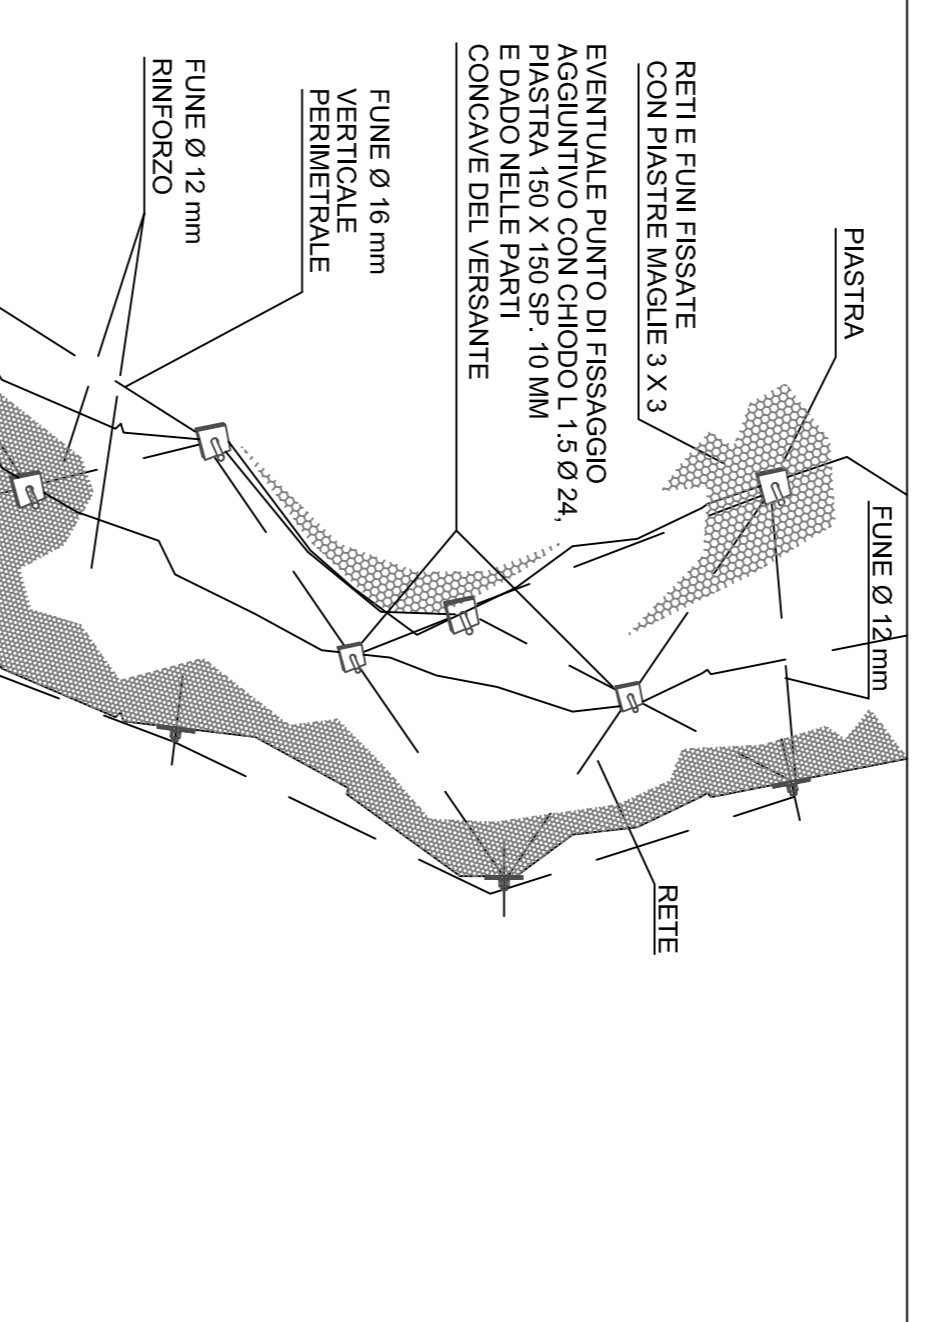 PIASTRA
FUNE Ø 12 mm
RETI E FUNI FISSATE
CON PIASTRE MAGLIE 3 X 3
EVENTUALE PUNTO DI FISSAGGIO
AGGIUNTIVO CON CHIODO L 1.5 Ø 24,
PIASTRA 150 X 150 SP. 10 MM
E DADO NELLE PARTI
CONCAVE DEL VERSANTE
RETE
FUNE Ø 16 mm
VERTICALE
PERIMETRALE
FUNE Ø 12 mm
RINFORZO